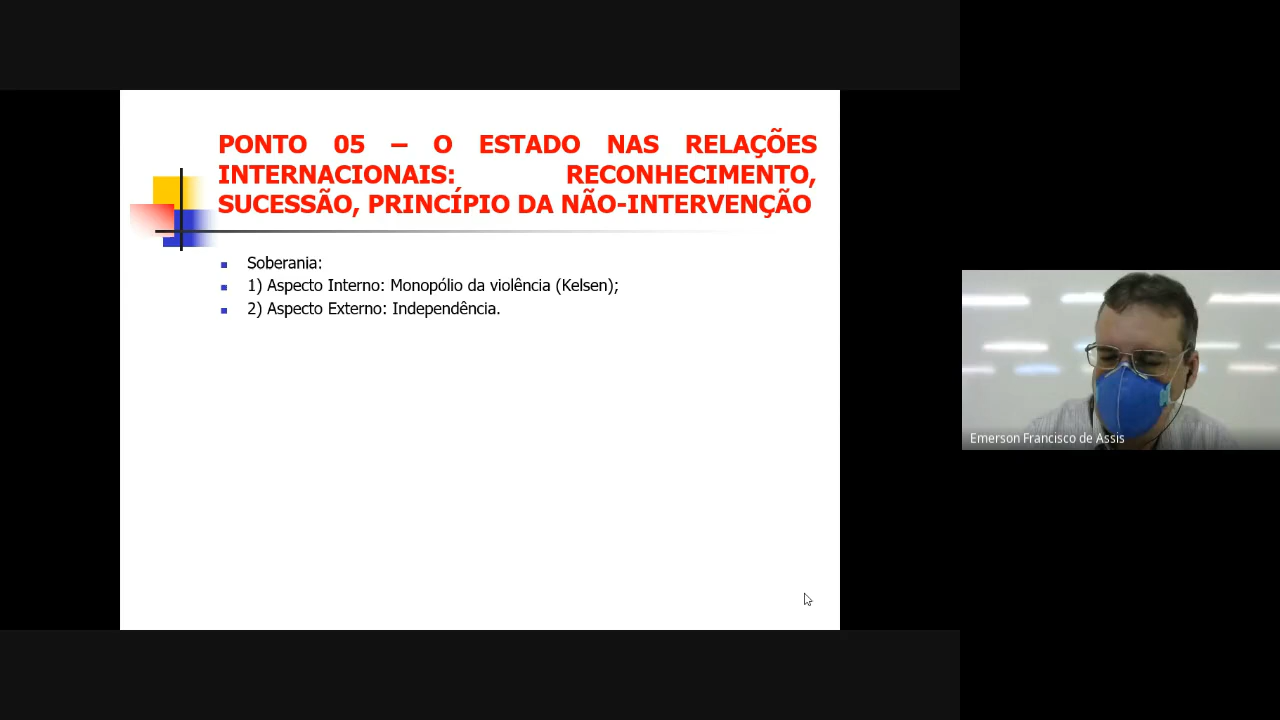 PONTO 05 – O ESTADO NAS RELAÇÕES
INTERNACIONAIS: RECONHECIMENTO,
SUCESSÃO, PRINCÍPIO DA NÃO-INTERVENÇÃO
Soberania:
1) Aspecto Interno: Monopólio da violência (Kelsen);
2) Aspecto Externo: Independência.
Emerson Francisco de Assis